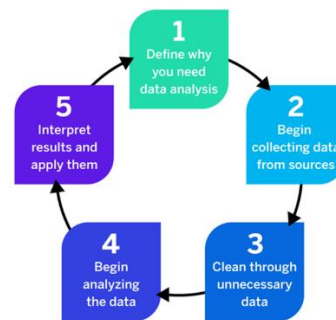 1
Define why
you need
data analysis
2
Begin
collecting data
from sources
3
Clean through
unnecessary
data
4
Begin
analyzing
the data
5
Interpret
results and
apply them